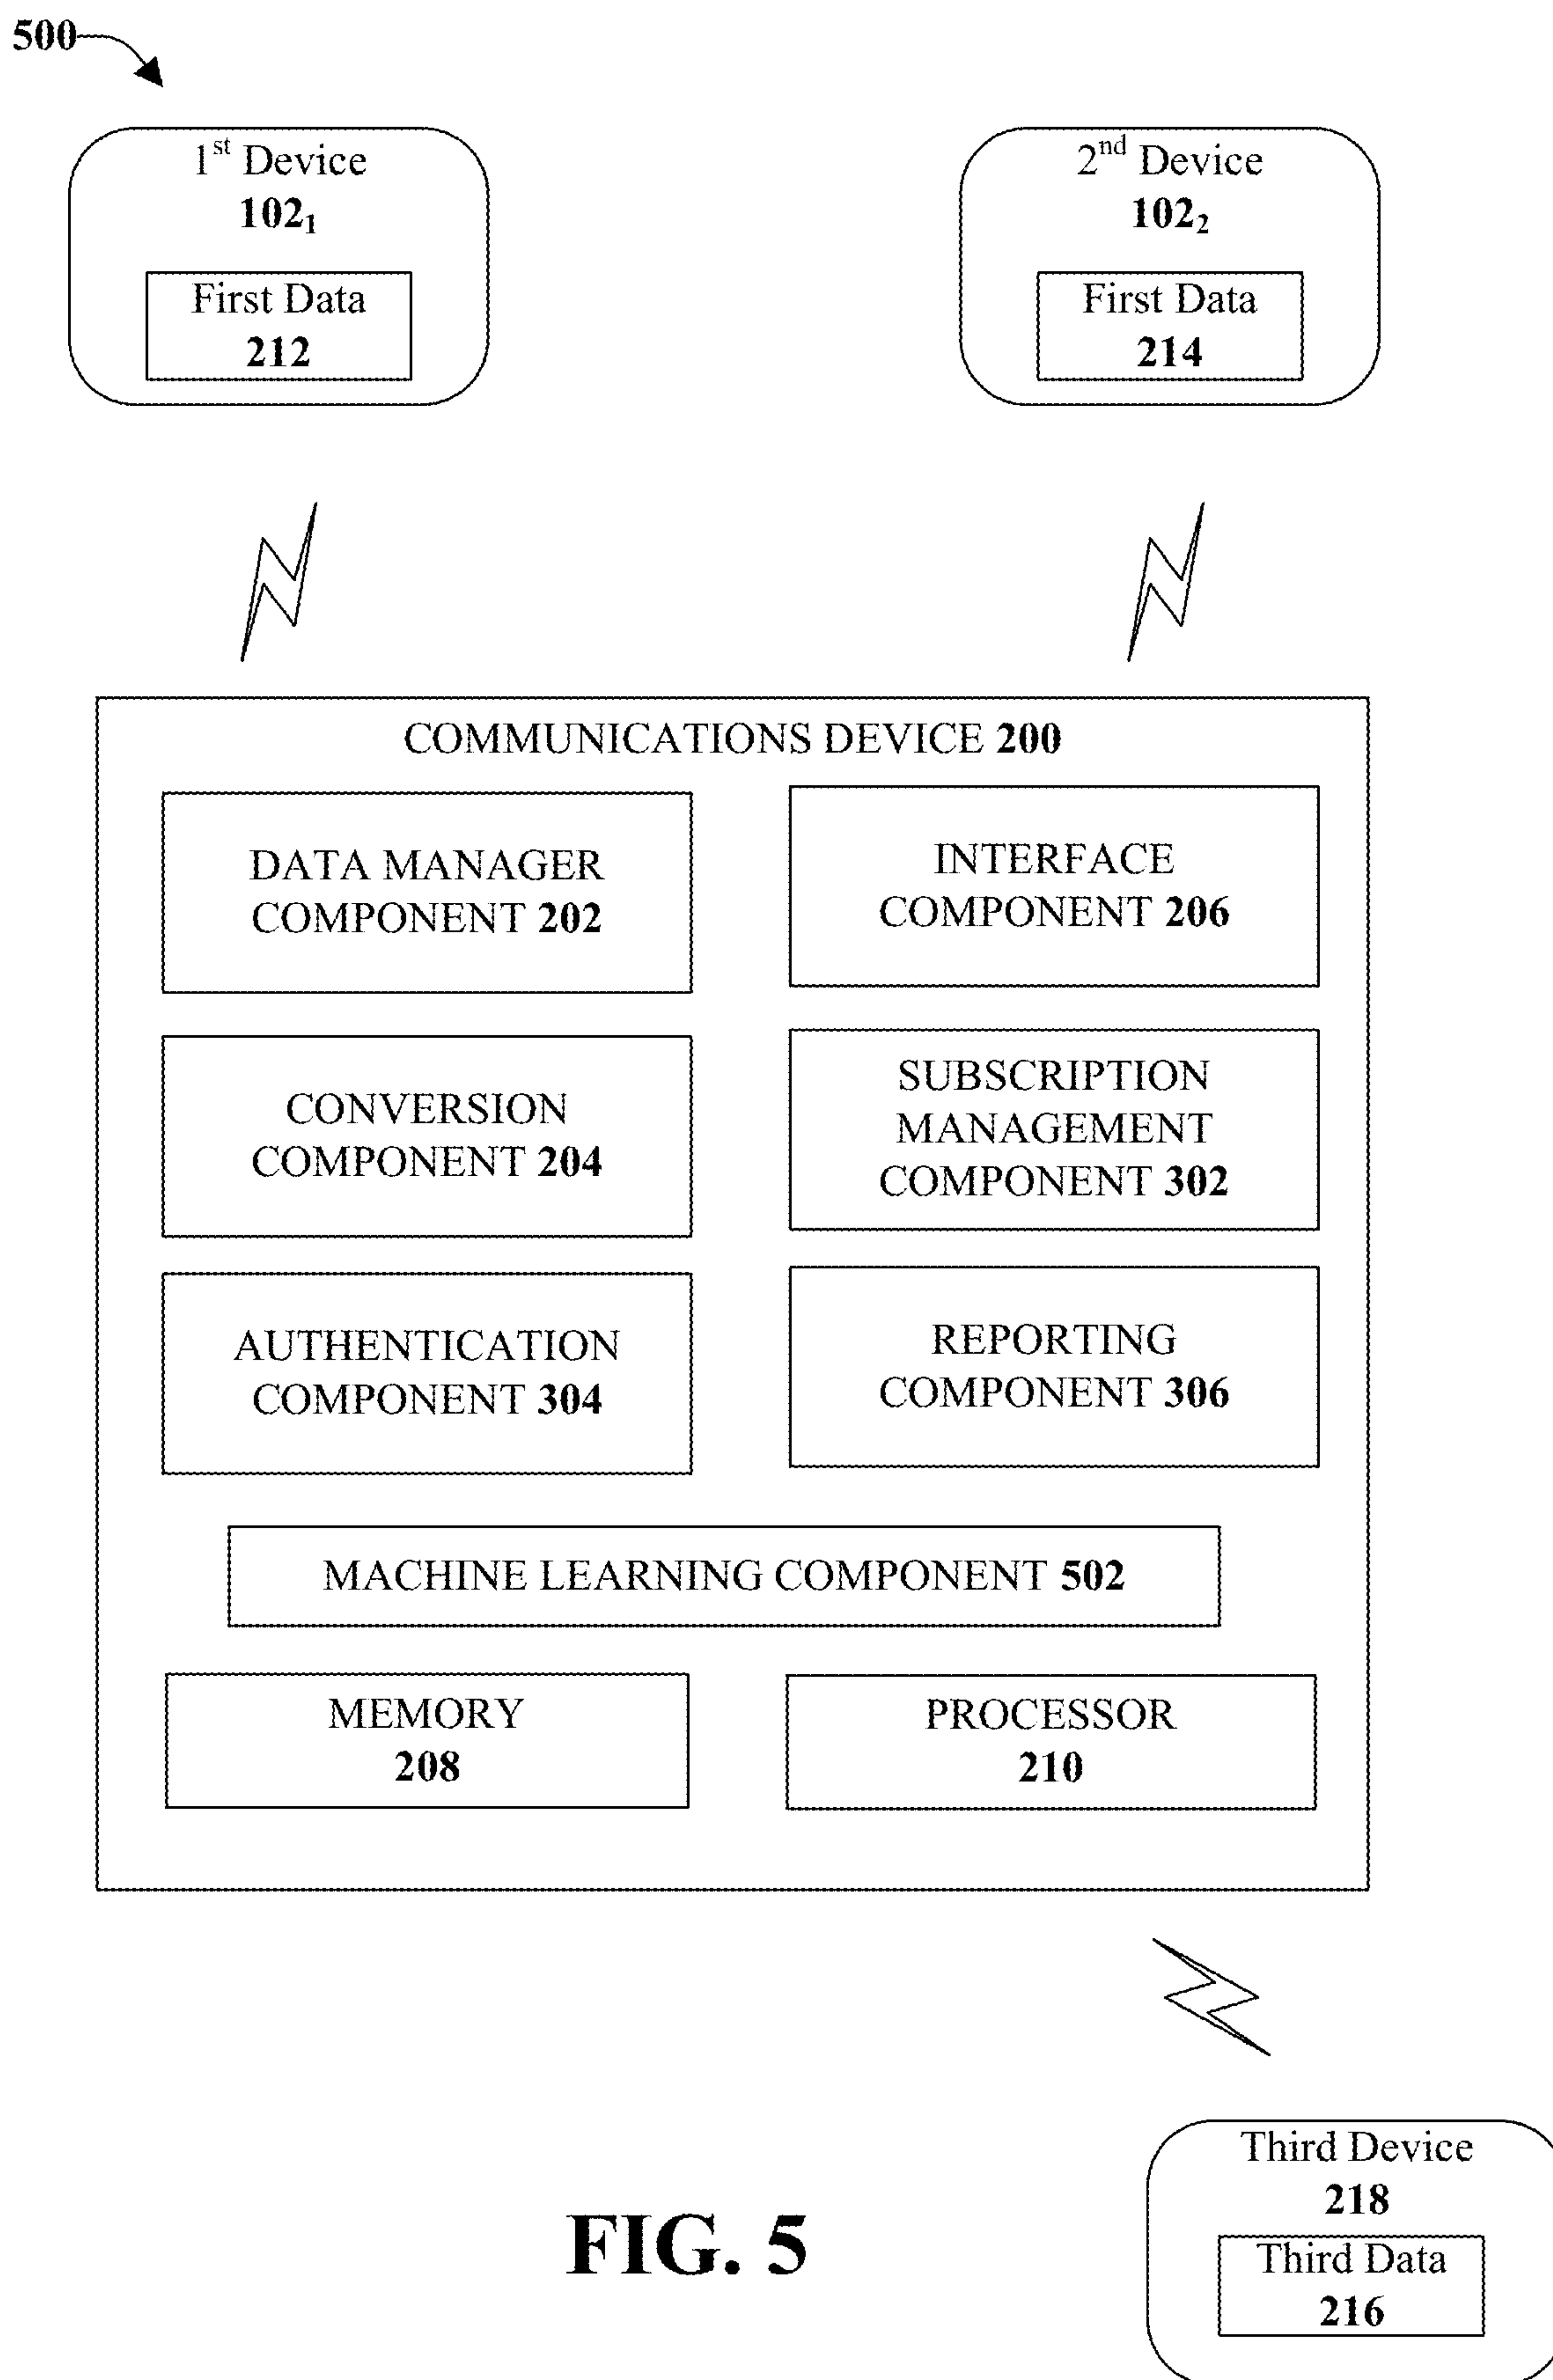 500
1st Device
1021
First Data
212
2nd Device
1022
First Data
214
COMMUNICATIONS DEVICE 200
DATA MANAGER
COMPONENT 202
INTERFACE
COMPONENT 206
CONVERSION
COMPONENT 204
SUBSCRIPTION
MANAGEMENT
COMPONENT 302
AUTHENTICATION
COMPONENT 304
REPORTING
COMPONENT 306
MACHINE LEARNING COMPONENT 502
MEMORY
208
PROCESSOR
210
Third Device
218
Third Data
216
FIG. 5